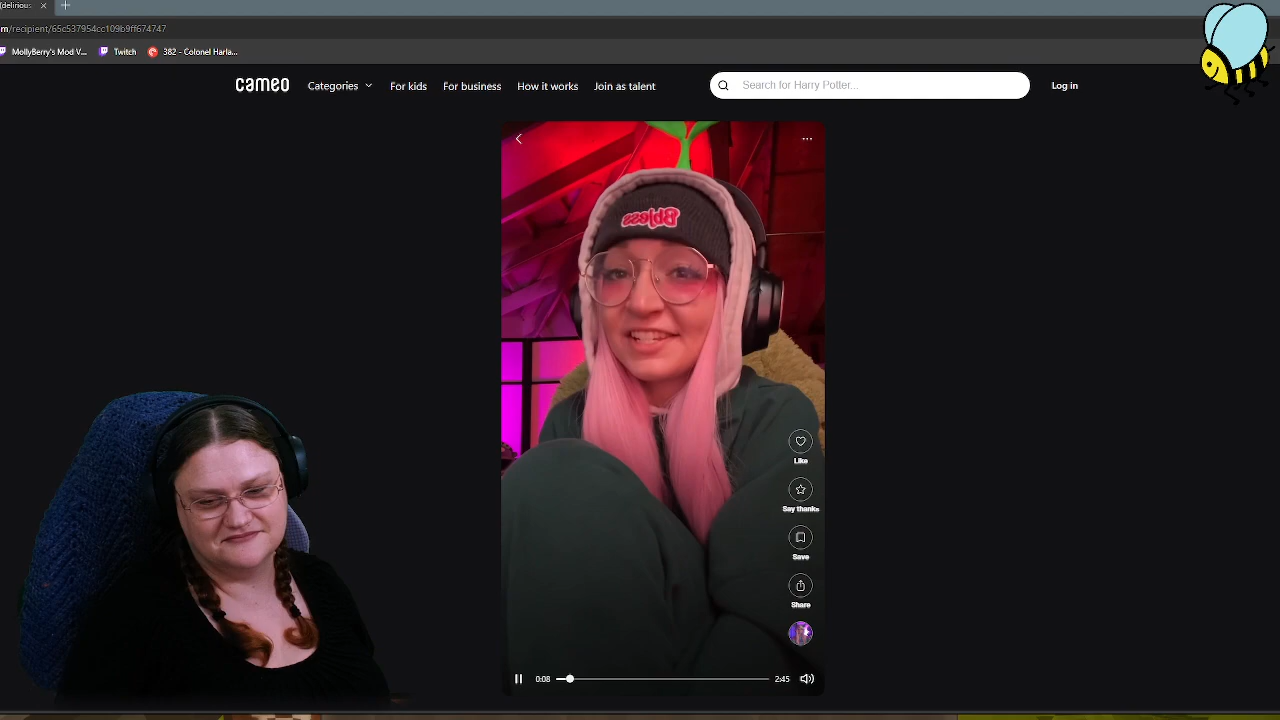 (delirious
m/recipient/65c537954cc109b9ff674747
MollyBerry's Mod V... Twitch 382 - Colonel Harla...
cameo Categories For kids For business How it works Join as talent Search for Harry Potter... Log in
Bbjess
Like
Say thanks
Save
Share
0:08 2:45